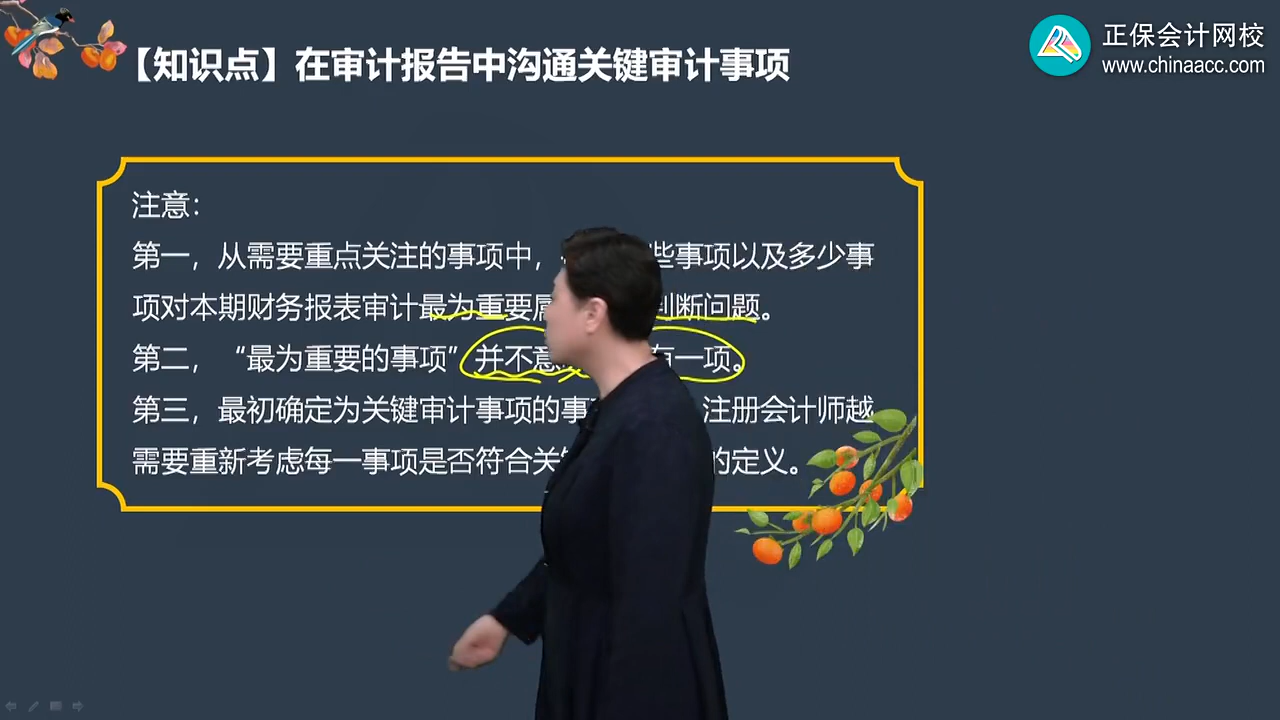 【知识点】在审计报告中沟通关键审计事项
正保会计网校
www.chinaacc.com
注意：
第一，从需要重点关注的事项中，些事项以及多少事
项对本期财务报表审计最为重要判断问题。
第二，“最为重要的事项”并不意有一项。
第三，最初确定为关键审计事项的事注册会计师越
需要重新考虑每一事项是否符合关的定义。